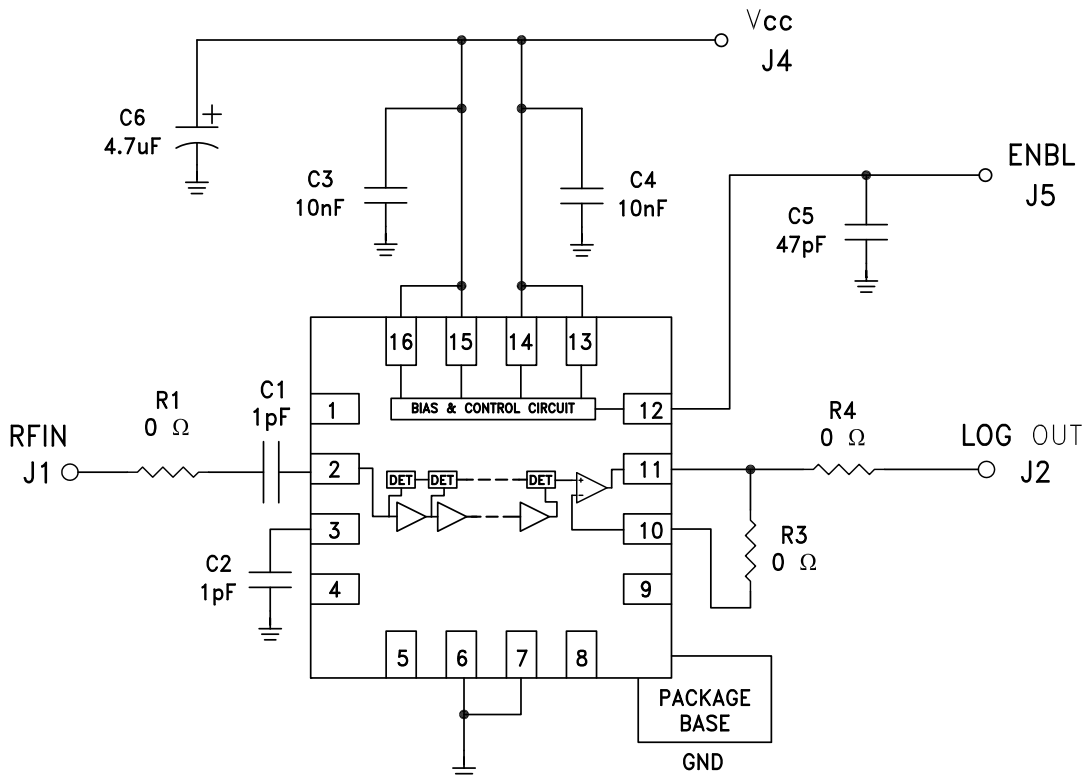 Vcc
J4
C6
+
4.7uF
C3
10nF
C4
10nF
ENBL
J5
C5
47pF
16
15
14
13
BIAS & CONTROL CIRCUIT
1
12
R1
0 Ω
C1
1pF
RFIN
J1
2
DET
DET
DET
+
-
11
R4
0 Ω
LOG OUT
J2
3
10
R3
0 Ω
C2
1pF
4
9
5
6
7
8
PACKAGE
BASE
GND